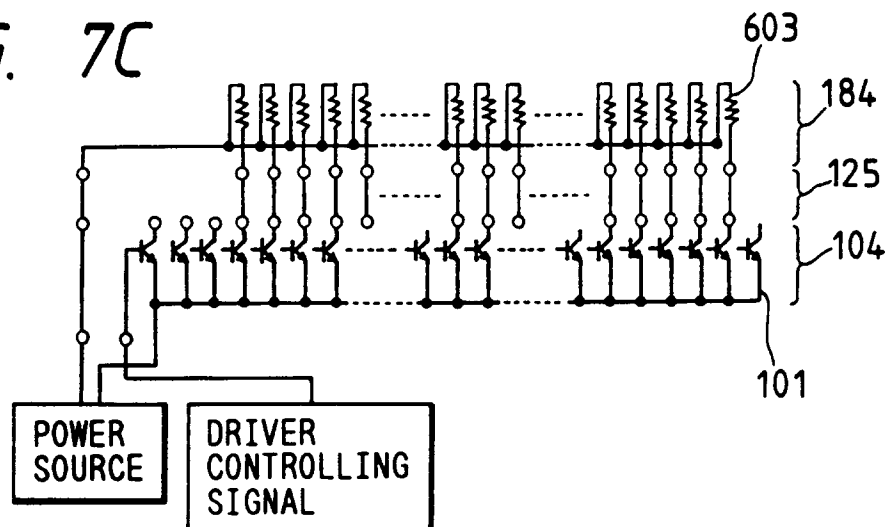 G. 7C
603
184
125
104
101
POWER
SOURCE
DRIVER
CONTROLLING
SIGNAL